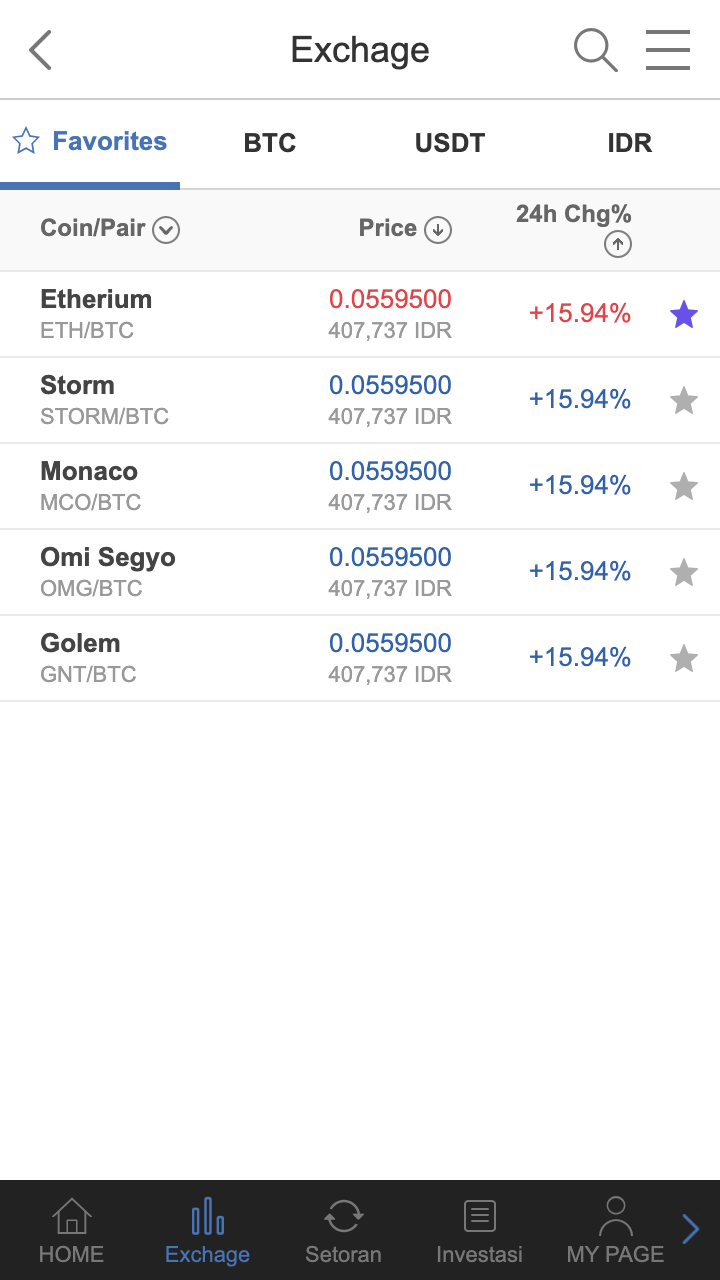 Exchage
Favorites BTC USDT IDR
Coin/Pair Price 24h Chg%
Etherium 0.0559500 +15.94%
ETH/BTC 407,737 IDR
Storm 0.0559500 +15.94%
STORM/BTC 407,737 IDR
Monaco 0.0559500 +15.94%
MCO/BTC 407,737 IDR
Omi Segyo 0.0559500 +15.94%
OMG/BTC 407,737 IDR
Golem 0.0559500 +15.94%
GNT/BTC 407,737 IDR
HOME Exchage Setoran Investasi MY PAGE